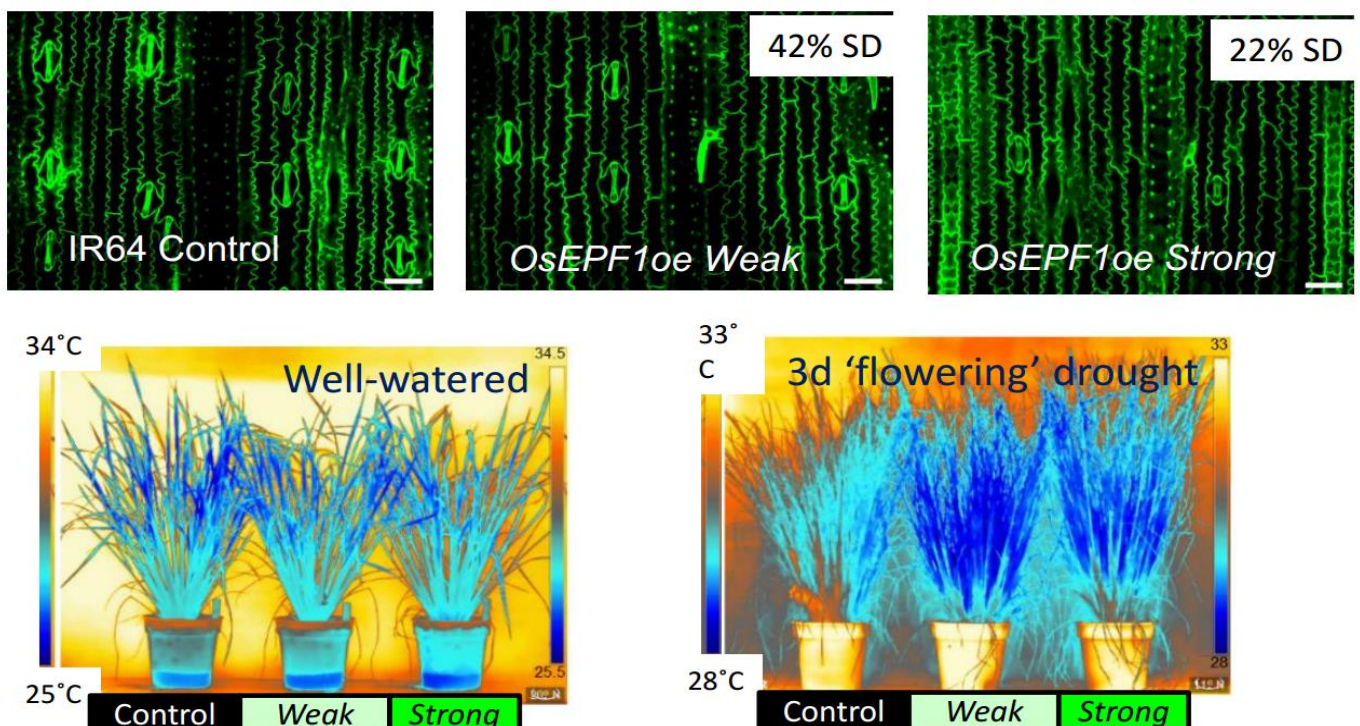 42% SD
22% SD
IR64 Control
OsEPF1oe Weak
OsEPF1oe Strong
34˚C
34.5
Well-watered
25.5
25˚C
Control
Weak
Strong
33˚
C
33
3d ‘flowering’ drought
28
28˚C
Control
Weak
Strong